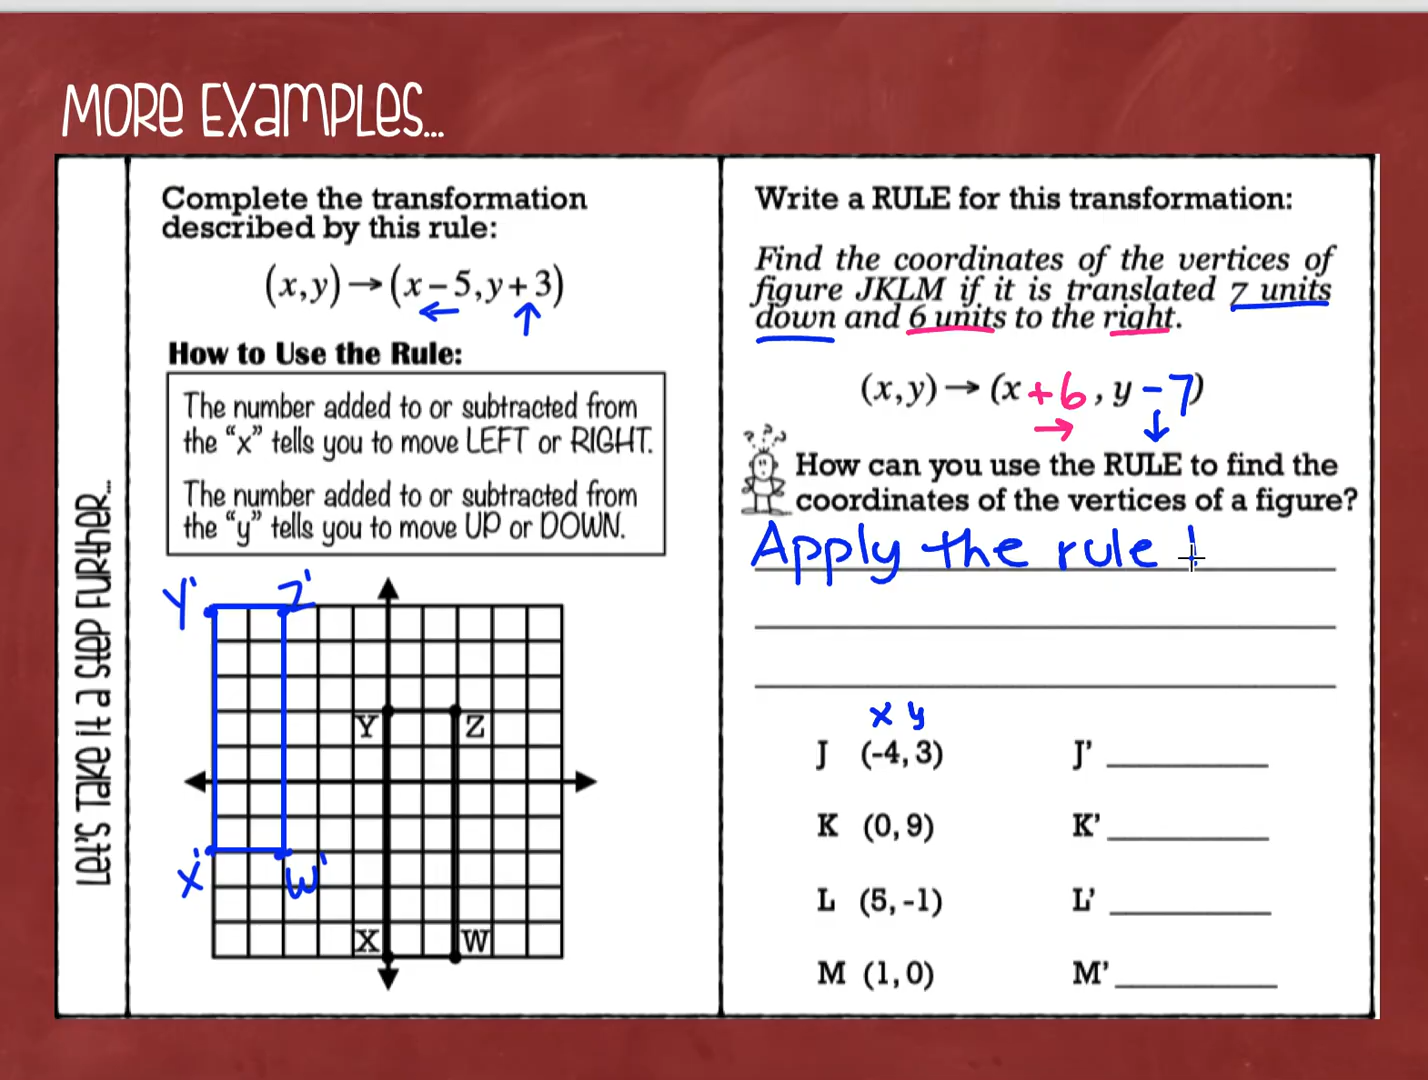 More Examples...
Let's Take it a Step Further...
Complete the transformation
described by this rule:
(x,y)→(x−5,y+3)
← ↑
How to Use the Rule:
The number added to or subtracted from
the "x" tells you to move LEFT or RIGHT.
The number added to or subtracted from
the "y" tells you to move UP or DOWN.
Y' Z'
Y Z
X' W'
X W
Write a RULE for this transformation:
Find the coordinates of the vertices of
figure JKLM if it is translated 7 units
down and 6 units to the right.
(x,y)→(x +6, y −7)
→ ↓
???
How can you use the RULE to find the
coordinates of the vertices of a figure?
Apply the rule !
x y
J (-4, 3) J' ____________
K (0, 9) K' ____________
L (5, -1) L' ____________
M (1, 0) M' ____________